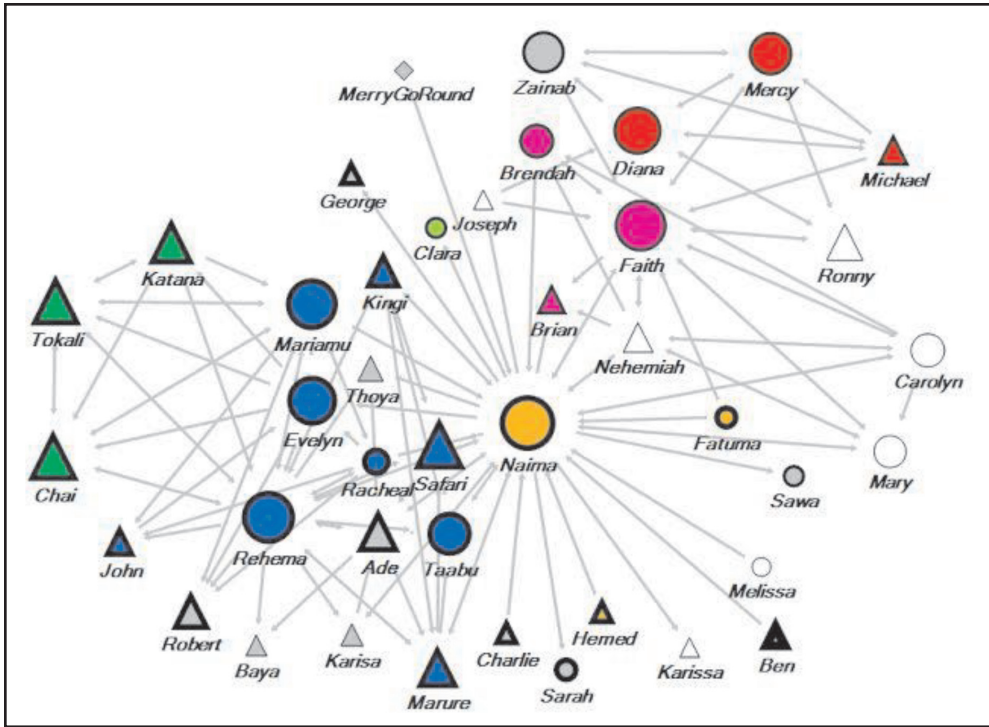 Zainab
Mercy
MerryGoRound
Brendah
Diana
Michael
George
Joseph
Clara
Faith
Ronny
Katana
Kingi
Tokali
Mariamu
Brian
Nehemiah
Thoya
Carolyn
Evelyn
Naima
Fatuma
Chai
Racheal
Safari
Sawa
Mary
John
Rehema
Ade
Taabu
Melissa
Robert
Baya
Karisa
Charlie
Hemed
Karissa
Ben
Marure
Sarah